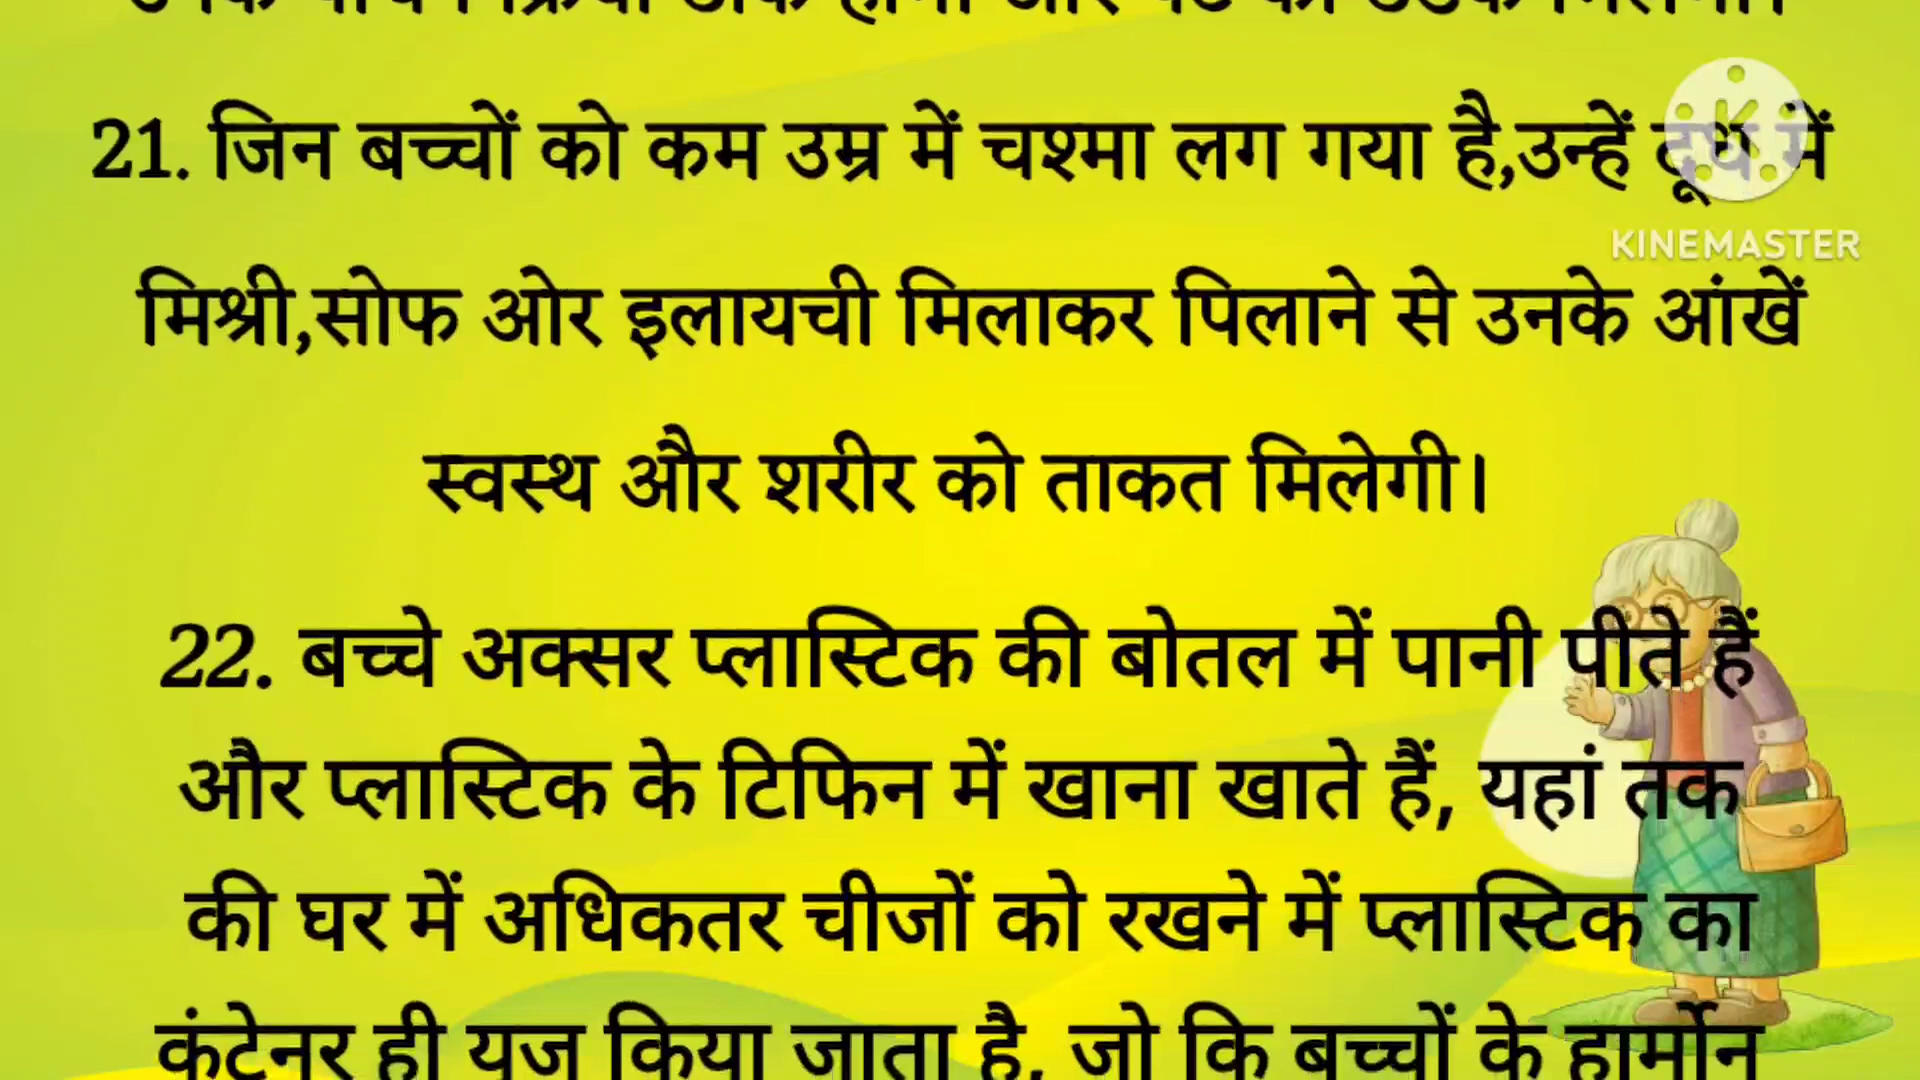 21. जिन बच्चों को कम उम्र में चश्मा लग गया है,उन्हें दूध में
KINEMASTER
मिश्री,सोफ ओर इलायची मिलाकर पिलाने से उनके आंखें
स्वस्थ और शरीर को ताकत मिलेगी।
22. बच्चे अक्सर प्लास्टिक की बोतल में पानी पीते हैं
और प्लास्टिक के टिफिन में खाना खाते हैं, यहां तक
की घर में अधिकतर चीजों को रखने में प्लास्टिक का
कंटेनर ही यूज किया जाता है, जो कि बच्चों के हार्मोन